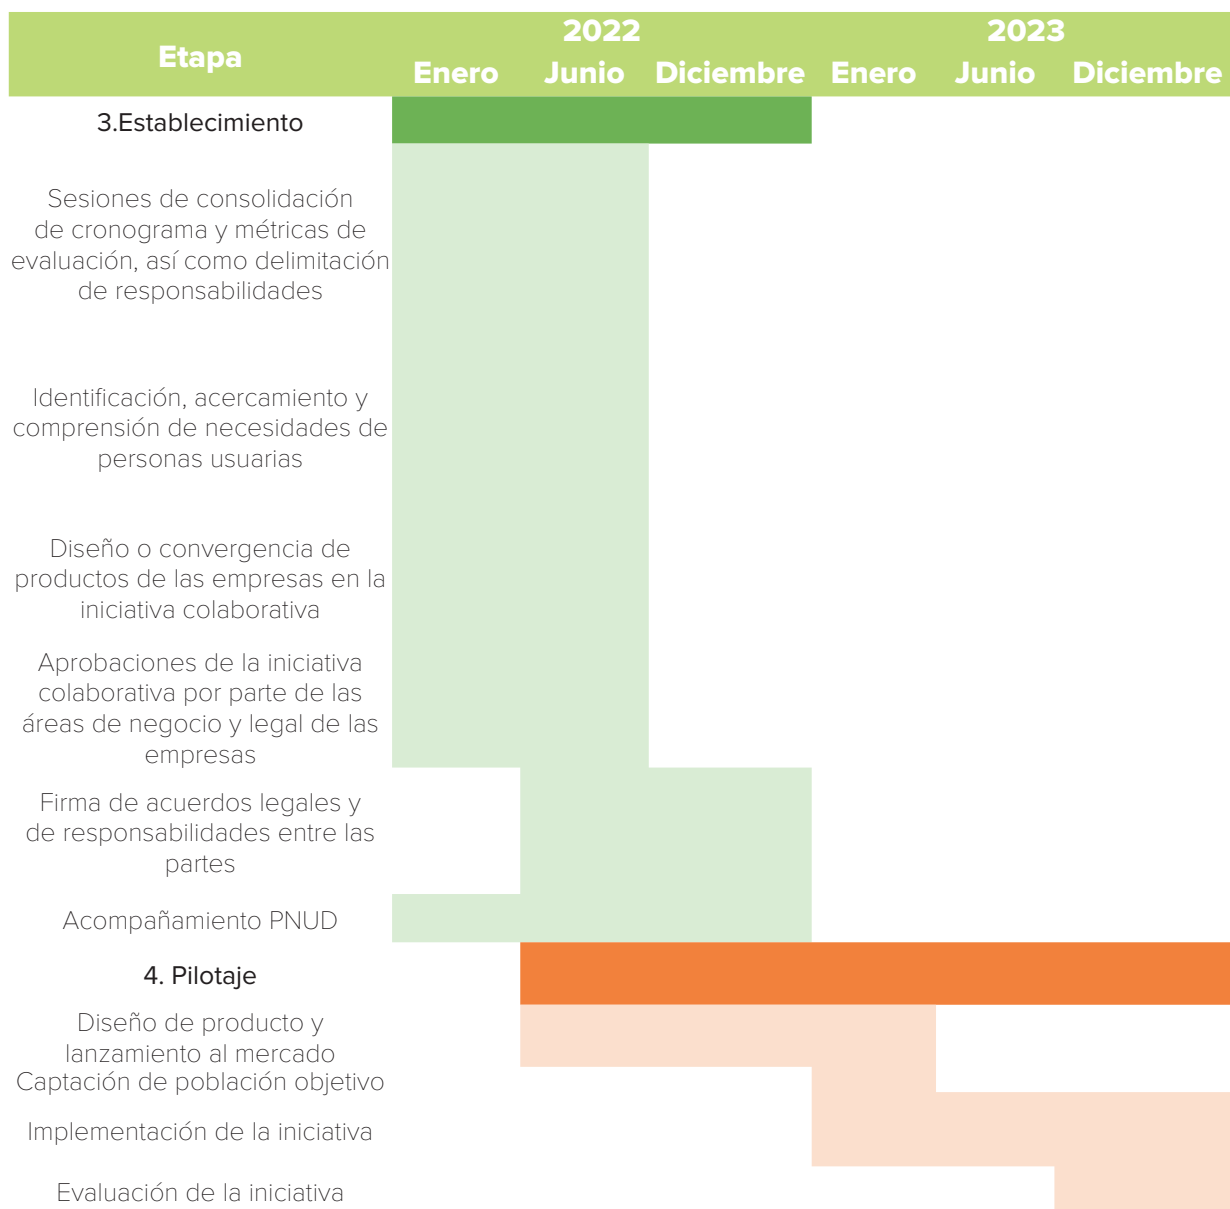 Etapa
2022
2023
Enero Junio Diciembre Enero Junio Diciembre
3.Establecimiento
Sesiones de consolidación
de cronograma y métricas de
evaluación, así como delimitación
de responsabilidades
Identificación, acercamiento y
comprensión de necesidades de
personas usuarias
Diseño o convergencia de
productos de las empresas en la
iniciativa colaborativa
Aprobaciones de la iniciativa
colaborativa por parte de las
áreas de negocio y legal de las
empresas
Firma de acuerdos legales y
de responsabilidades entre las
partes
Acompañamiento PNUD
4. Pilotaje
Diseño de producto y
lanzamiento al mercado
Captación de población objetivo
Implementación de la iniciativa
Evaluación de la iniciativa